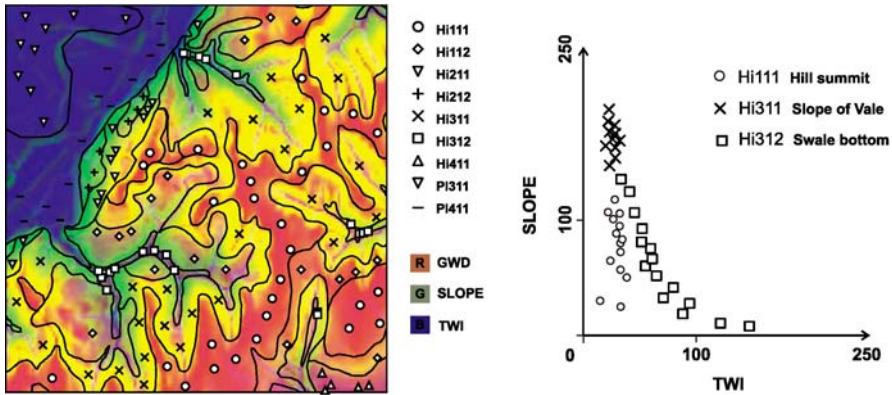 Hi111
Hi112
Hi211
Hi212
Hi311
Hi312
Hi411
Pl311
Pl411
R GWD
G SLOPE
B TWI
250
SLOPE
100
0
100
250
TWI
Hi111 Hill summit
Hi311 Slope of Vale
Hi312 Swale bottom